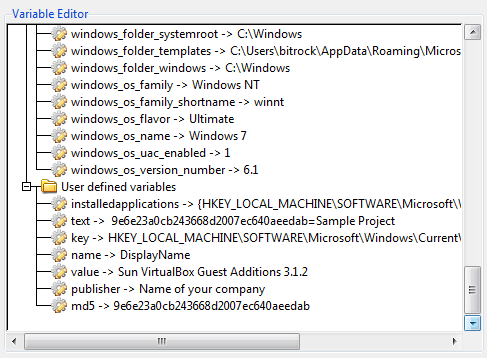 Variable Editor
windows_folder_systemroot -> C:\Windows
windows_folder_templates -> C:\Users\bitrock\AppData\Roaming\Micros
windows_folder_windows -> C:\Windows
windows_os_family -> Windows NT
windows_os_family_shortname -> winnt
windows_os_flavor -> Ultimate
windows_os_name -> Windows 7
windows_os_uac_enabled -> 1
windows_os_version_number -> 6.1
User defined variables
installedapplications -> {HKEY_LOCAL_MACHINE\SOFTWARE\Microsoft\\
text -> 9e6e23a0cb243668d2007ec640aeedab=Sample Project
key -> HKEY_LOCAL_MACHINE\SOFTWARE\Microsoft\Windows\Current\
name -> DisplayName
value -> Sun VirtualBox Guest Additions 3.1.2
publisher -> Name of your company
md5 -> 9e6e23a0cb243668d2007ec640aeedab